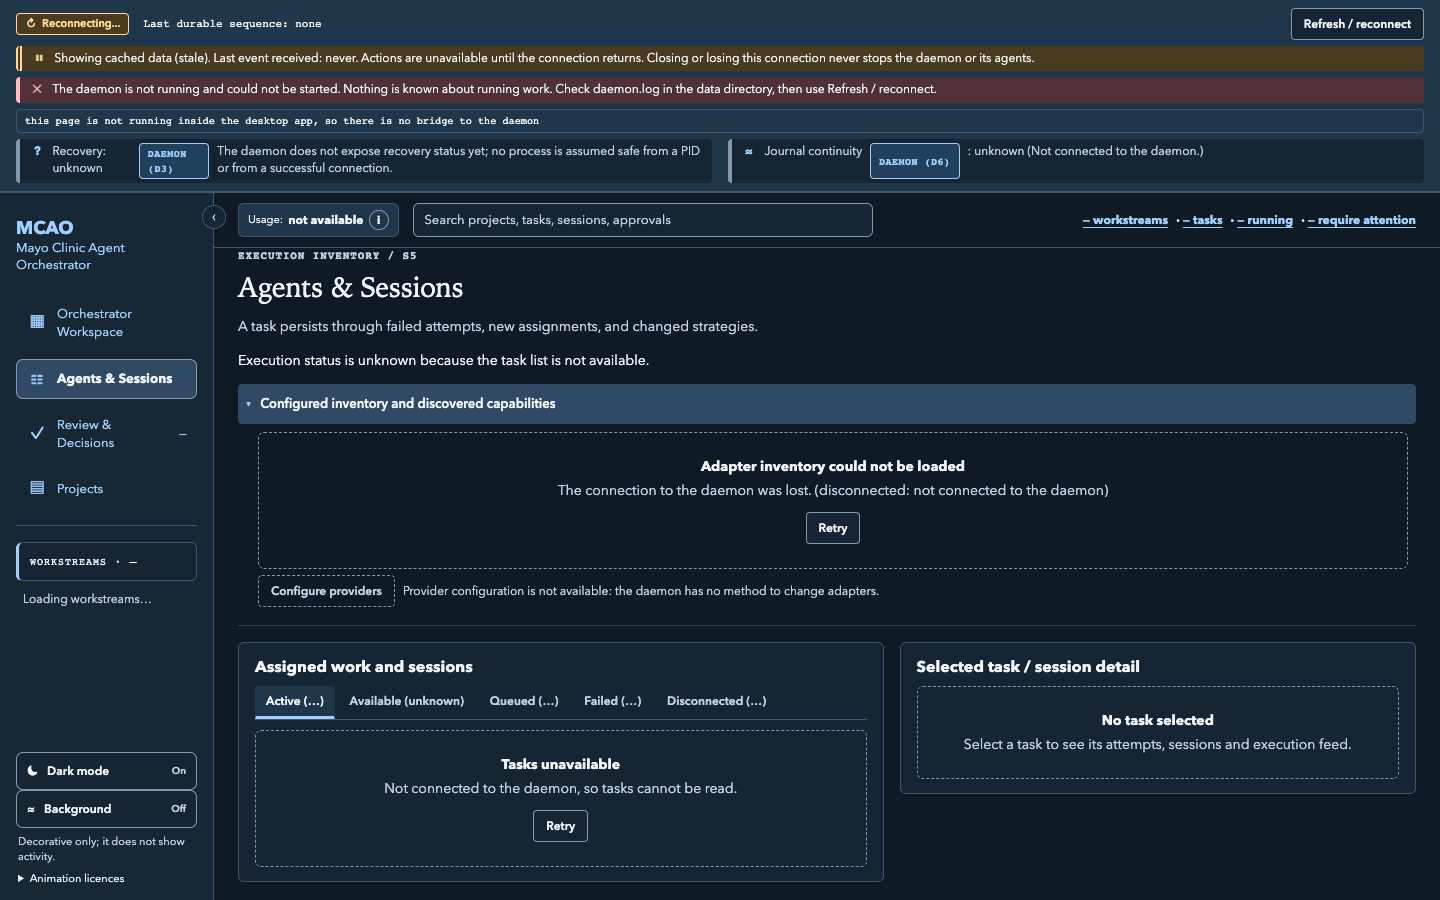 Reconnecting...
Last durable sequence: none
Refresh / reconnect
Showing cached data (stale). Last event received: never. Actions are unavailable until the connection returns. Closing or losing this connection never stops the daemon or its agents.
The daemon is not running and could not be started. Nothing is known about running work. Check daemon.log in the data directory, then use Refresh / reconnect.
this page is not running inside the desktop app, so there is no bridge to the daemon
? Recovery:
unknown
DAEMON
(D3)
The daemon does not expose recovery status yet; no process is assumed safe from a PID
or from a successful connection.
≈ Journal continuity
DAEMON (D6)
: unknown (Not connected to the daemon.)
MCAO
Mayo Clinic Agent
Orchestrator
Orchestrator
Workspace
Agents & Sessions
Review &
Decisions
–
Projects
WORKSTREAMS · –
Loading workstreams...
Dark mode On
≈ Background Off
Decorative only; it does not show
activity.
Animation licences
‹
Usage: not available i
Search projects, tasks, sessions, approvals
– workstreams • – tasks • – running • – require attention
EXECUTION INVENTORY / S5
Agents & Sessions
A task persists through failed attempts, new assignments, and changed strategies.
Execution status is unknown because the task list is not available.
Configured inventory and discovered capabilities
Adapter inventory could not be loaded
The connection to the daemon was lost. (disconnected: not connected to the daemon)
Retry
Configure providers
Provider configuration is not available: the daemon has no method to change adapters.
Assigned work and sessions
Active (...)
Available (unknown)
Queued (...)
Failed (...)
Disconnected (...)
Tasks unavailable
Not connected to the daemon, so tasks cannot be read.
Retry
Selected task / session detail
No task selected
Select a task to see its attempts, sessions and execution feed.